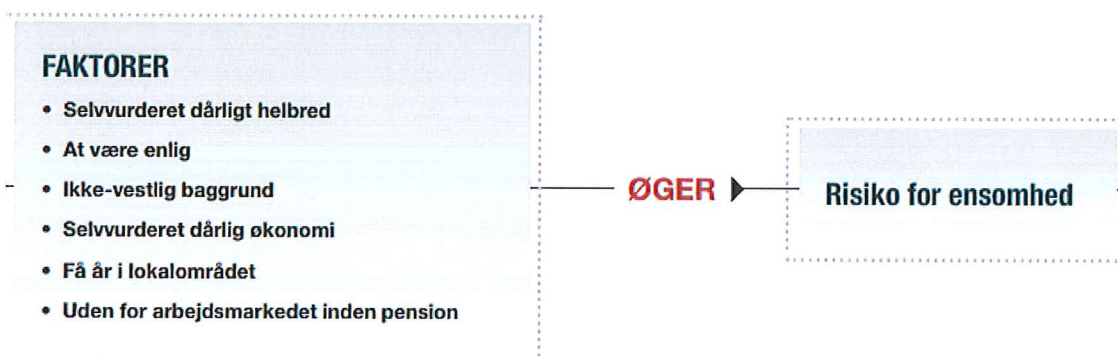 FAKTORER
• Selvvurderet dårligt helbred
• At være enlig
• Ikke-vestlig baggrund
• Selvvurderet dårlig økonomi
• Få år i lokalområdet
• Uden for arbejdsmarkedet inden pension
ØGER
Risiko for ensomhed